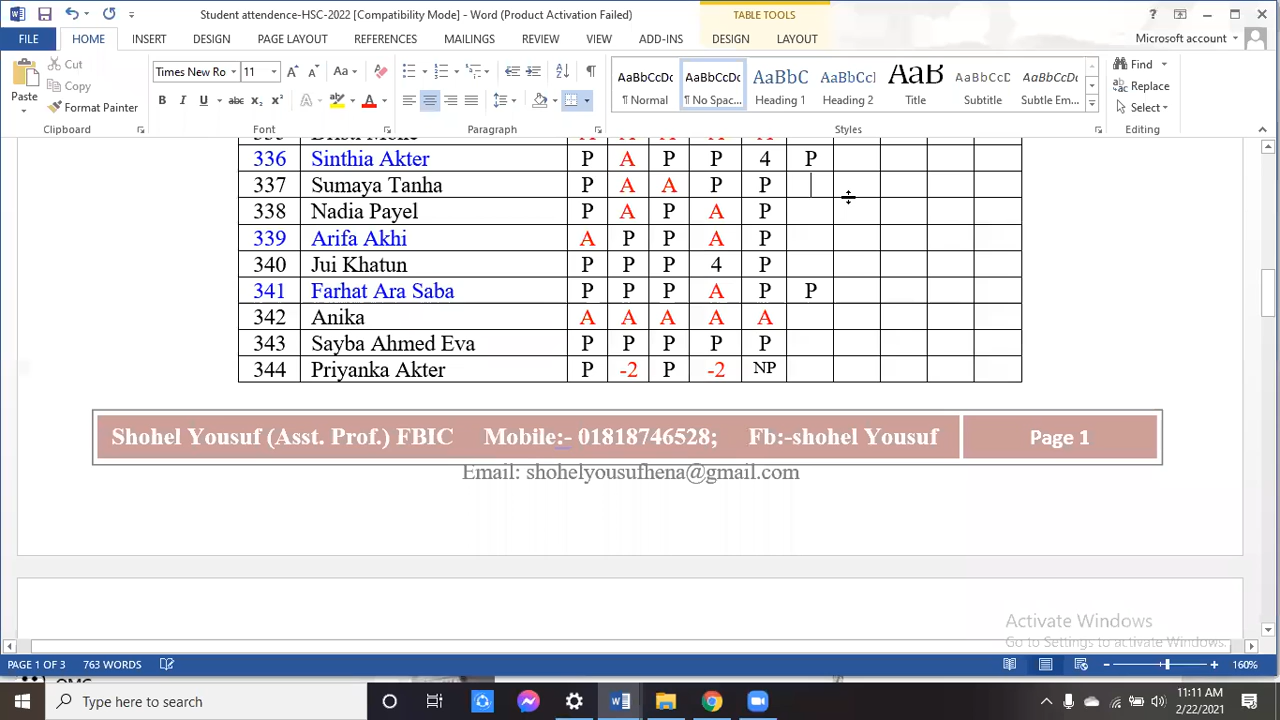 Student attendence-HSC-2022 [Compatibility Mode] - Word (Product Activation Failed)
TABLE TOOLS
FILE HOME INSERT DESIGN PAGE LAYOUT REFERENCES MAILINGS REVIEW VIEW ADD-INS DESIGN LAYOUT
Microsoft account
Paste
Cut
Copy
Format Painter
Times New Ro 11
AaBbCcDc ¶ Normal
AaBbCcDc ¶ No Spac...
AaBbC Heading 1
AaBbCcI Heading 2
AaB Title
AaBbCcD Subtitle
AaBbCcDc Subtle Em...
Find
Replace
Select
Clipboard Font Paragraph Styles Editing
336 Sinthia Akter P A P P 4 P
337 Sumaya Tanha P A A P P
338 Nadia Payel P A P A P
339 Arifa Akhi A P P A P
340 Jui Khatun P P P 4 P
341 Farhat Ara Saba P P P A P P
342 Anika A A A A A
343 Sayba Ahmed Eva P P P P P
344 Priyanka Akter P -2 P -2 NP
Shohel Yousuf (Asst. Prof.) FBIC Mobile:- 01818746528; Fb:-shohel Yousuf Page 1
Email: shohelyousufhena@gmail.com
Activate Windows
Go to Settings to activate Windows.
PAGE 1 OF 3 763 WORDS 160%
Type here to search
11:11 AM
2/22/2021